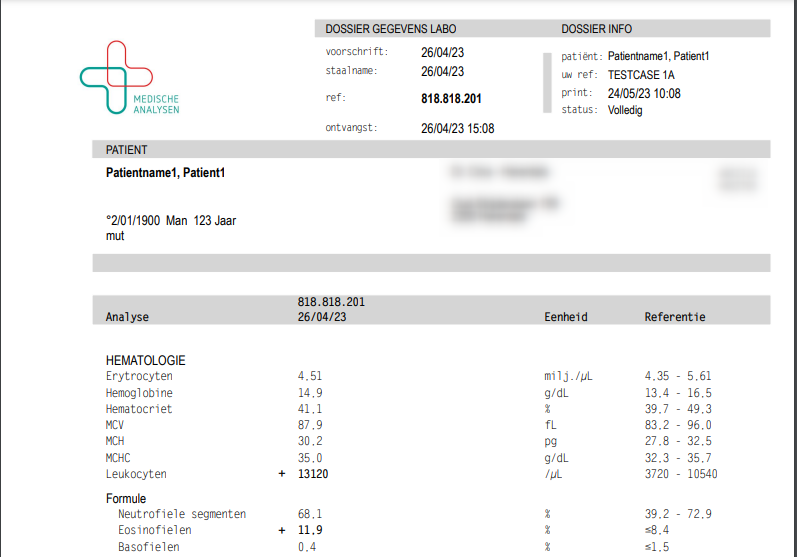 DOSSIER GEGEVENS LABO
voorschrift: 26/04/23
staalname: 26/04/23
ref: 818.818.201
ontvangst: 26/04/23 15:08
DOSSIER INFO
patiënt: Patientname1, Patient1
uw ref: TESTCASE 1A
print: 24/05/23 10:08
status: Volledig
MEDISCHE
ANALYSEN
PATIENT
Patientname1, Patient1
°2/01/1900 Man 123 Jaar
mut
818.818.201
Analyse 26/04/23 Eenheid Referentie
HEMATOLOGIE
Erytrocyten 4.51 milj./µL 4.35 - 5.61
Hemoglobine 14.9 g/dL 13.4 - 16.5
Hematocriet 41.1 % 39.7 - 49.3
MCV 87.9 fL 83.2 - 96.0
MCH 30.2 pg 27.8 - 32.5
MCHC 35.0 g/dL 32.3 - 35.7
Leukocyten + 13120 /µL 3720 - 10540
Formule
Neutrofiele segmenten 68.1 % 39.2 - 72.9
Eosinofielen + 11.9 % ≤8.4
Basofielen 0.4 % ≤1.5